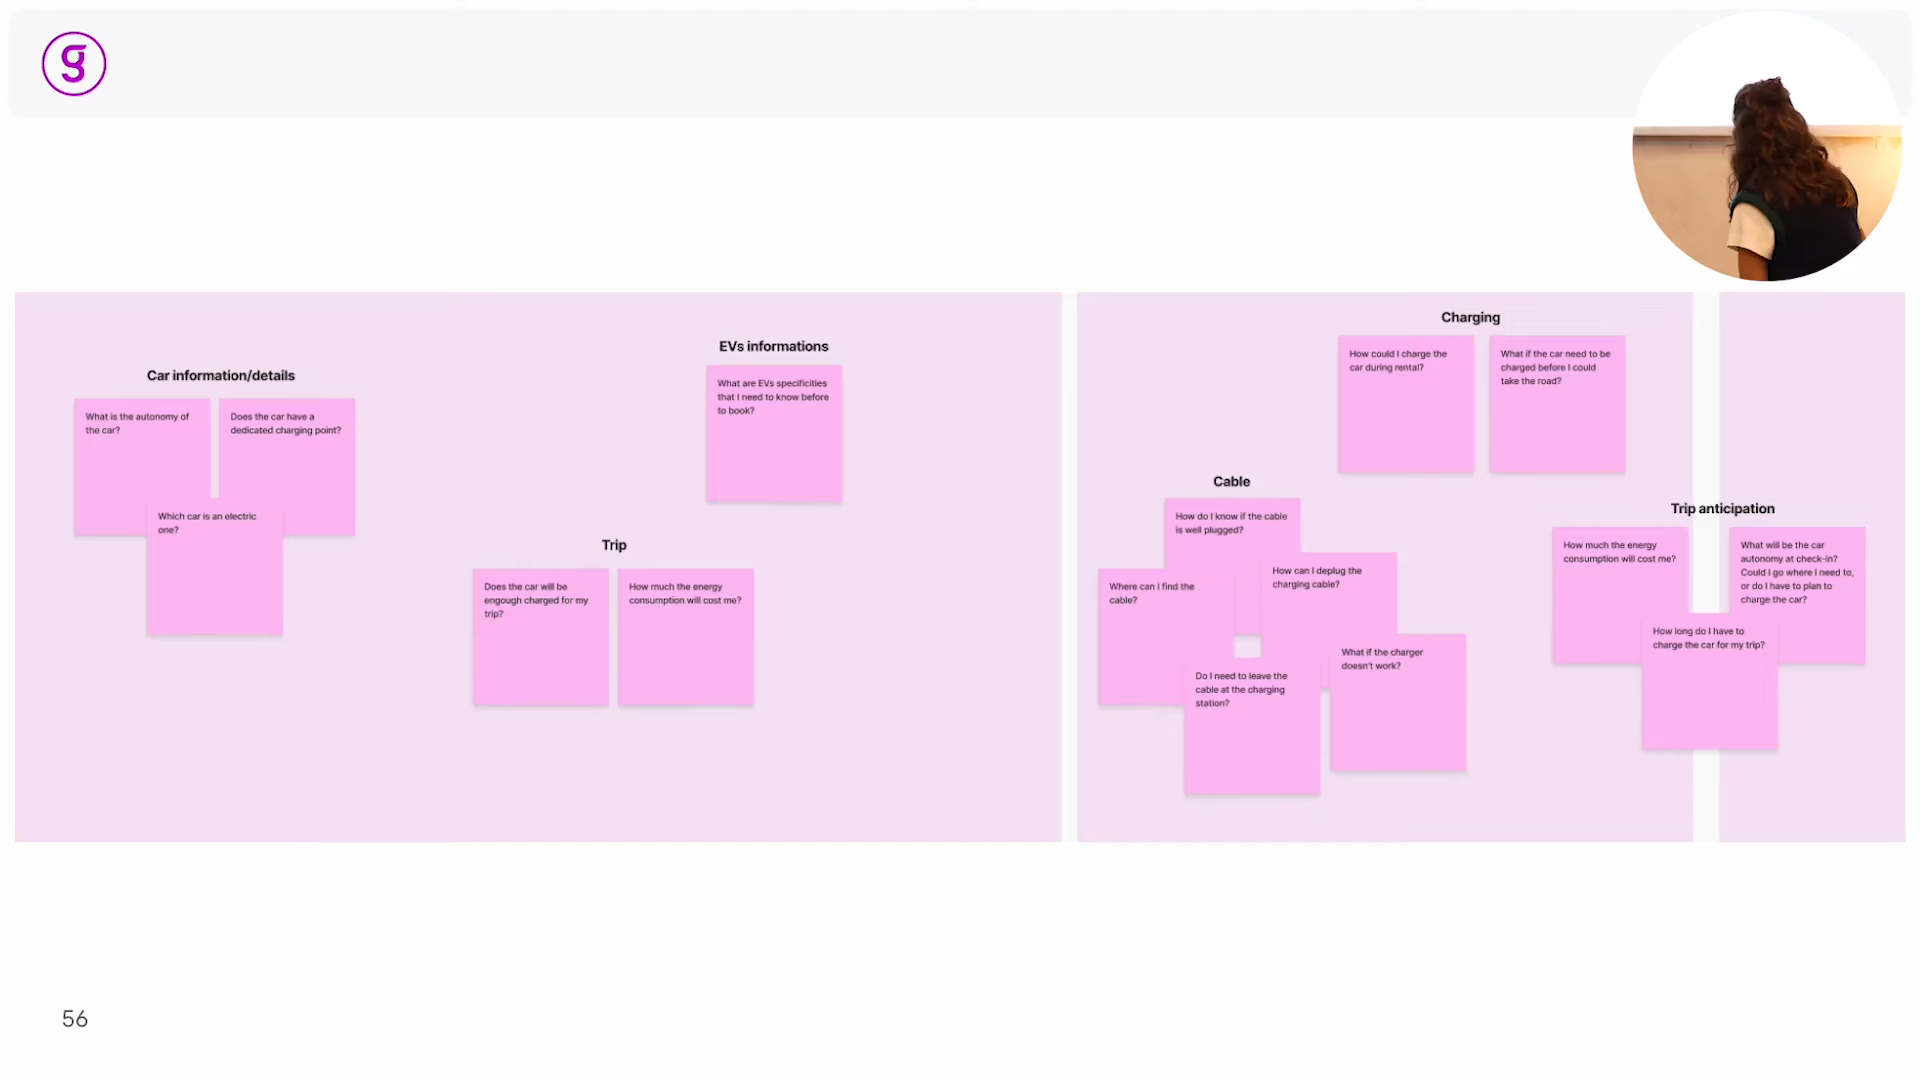 g
Car information/details
What is the autonomy of
the car?
Does the car have a
dedicated charging point?
Which car is an electric
one?
EVs informations
What are EVs specificities
that I need to know before
to book?
Trip
Does the car will be
engough charged for my
trip?
How much the energy
consumption will cost me?
Charging
How could I charge the
car during rental?
What if the car need to be
charged before I could
take the road?
Cable
How do I know if the cable
is well plugged?
Where can I find the
cable?
How can I deplug the
charging cable?
Do I need to leave the
cable at the charging
station?
What if the charger
doesn't work?
Trip anticipation
How much the energy
consumption will cost me?
What will be the car
autonomy at check-in?
Could I go where I need to,
or do I have to plan to
charge the car?
How long do I have to
charge the car for my trip?
56